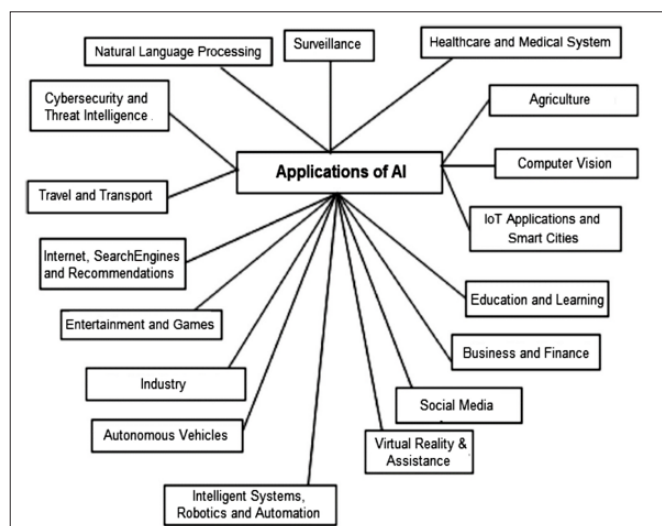 Natural Language Processing
Surveillance
Healthcare and Medical System
Cybersecurity and
Threat Intelligence .
Agriculture
Applications of AI
Computer Vision
Travel and Transport
IoT Applications and
Smart Cities
Internet, SearchEngines
and Recommendations
Education and Learning
Entertainment and Games
Business and Finance
Industry
Social Media
Autonomous Vehicles
Virtual Reality &
Assistance
Intelligent Systems,
Robotics and Automation